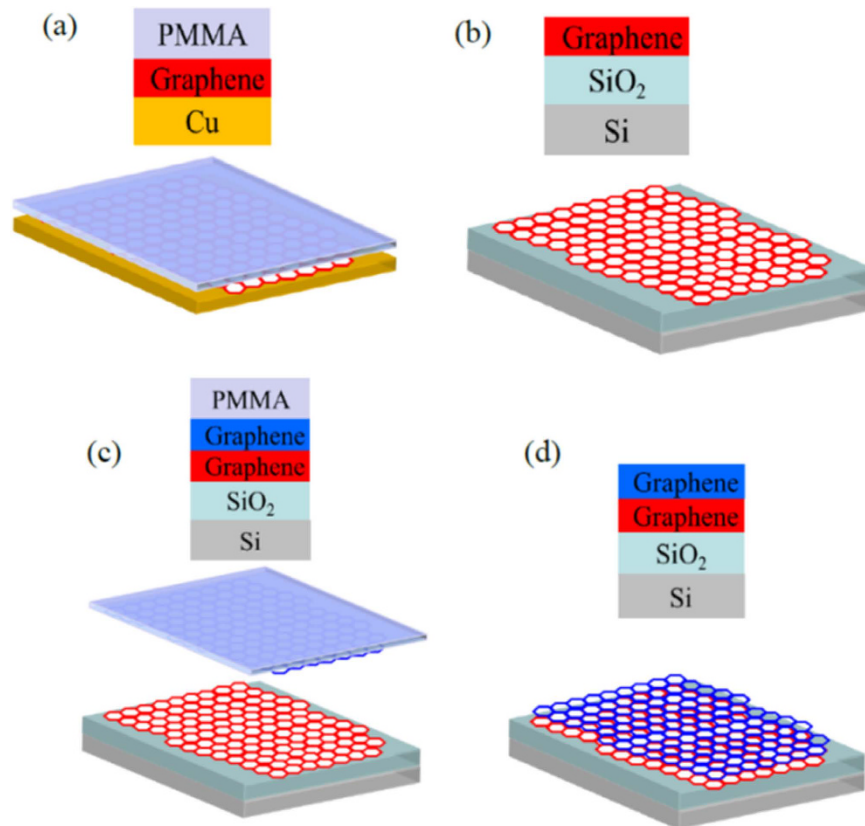 (a)
PMMA
Graphene
Cu
(b)
Graphene
SiO₂
Si
(c)
PMMA
Graphene
Graphene
SiO₂
Si
(d)
Graphene
Graphene
SiO₂
Si